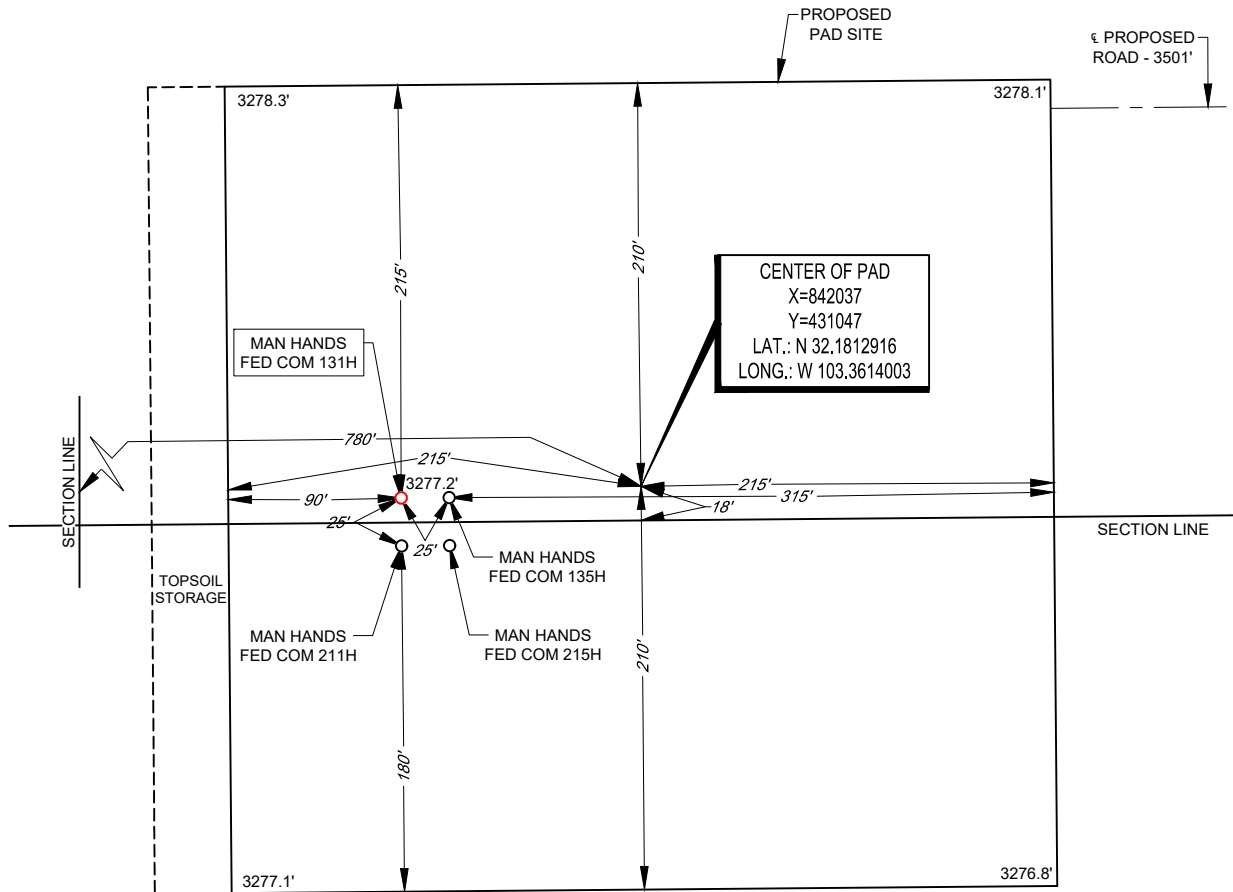 PROPOSED
PAD SITE
℄ PROPOSED
ROAD - 3501'
3278.3'
3278.1'
215'
210'
CENTER OF PAD
X=842037
Y=431047
LAT.: N 32.1812916
LONG.: W 103.3614003
MAN HANDS
FED COM 131H
SECTION LINE
780'
215'
3277.2'
90'
215'
315'
18'
25'
25'
SECTION LINE
MAN HANDS
FED COM 135H
TOPSOIL
STORAGE
MAN HANDS
FED COM 211H
MAN HANDS
FED COM 215H
210'
180'
3277.1'
3276.8'